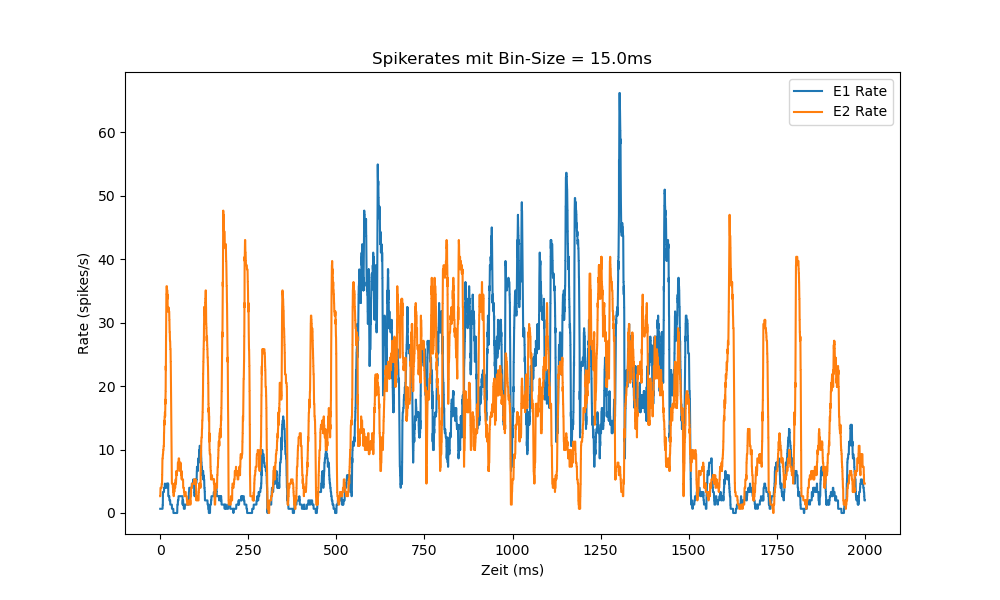 Spikerates mit Bin-Size = 15.0ms
E1 Rate
E2 Rate
Rate (spikes/s)
60
50
40
30
20
10
0
0 250 500 750 1000 1250 1500 1750 2000
Zeit (ms)